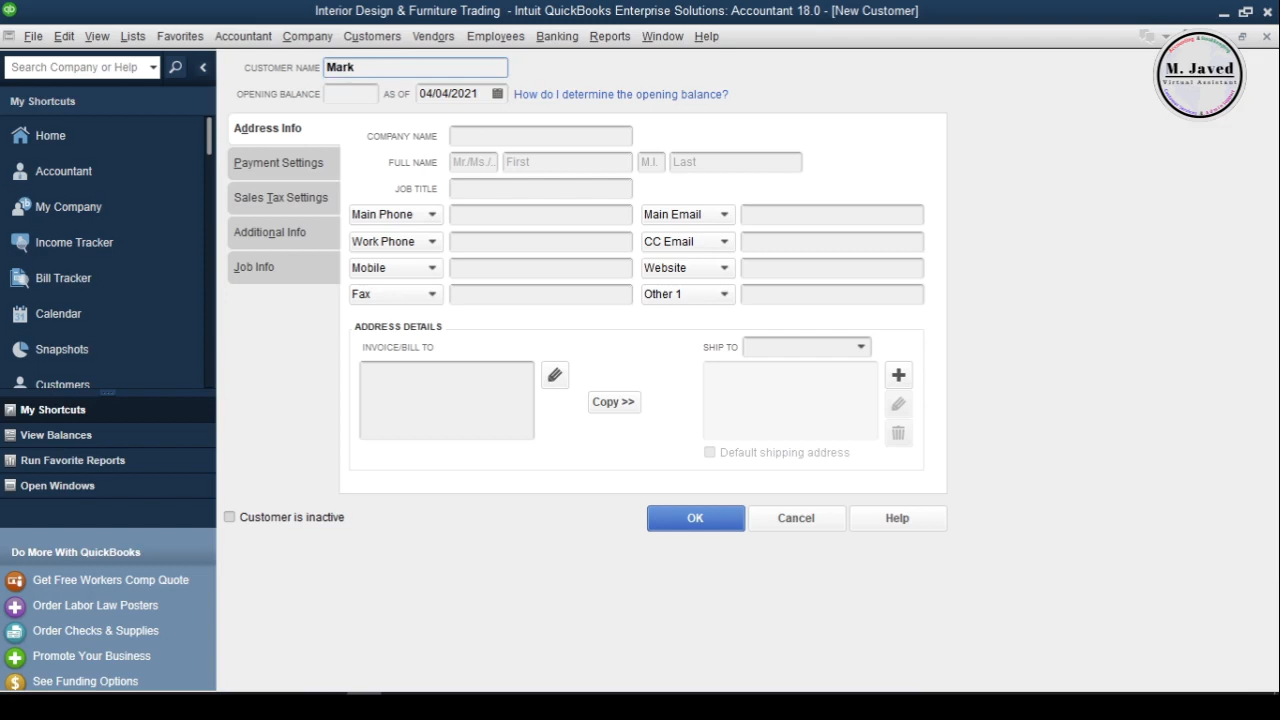 Interior Design & Furniture Trading - Intuit QuickBooks Enterprise Solutions: Accountant 18.0 - [New Customer]
File Edit View Lists Favorites Accountant Company Customers Vendors Employees Banking Reports Window Help
Search Company or Help
My Shortcuts
Home
Accountant
My Company
Income Tracker
Bill Tracker
Calendar
Snapshots
Customers
My Shortcuts
View Balances
Run Favorite Reports
Open Windows
Do More With QuickBooks
Get Free Workers Comp Quote
Order Labor Law Posters
Order Checks & Supplies
Promote Your Business
See Funding Options
CUSTOMER NAME Mark
OPENING BALANCE AS OF 04/04/2021 How do I determine the opening balance?
Address Info
Payment Settings
Sales Tax Settings
Additional Info
Job Info
COMPANY NAME
FULL NAME Mr./Ms./.. First M.I. Last
JOB TITLE
Main Phone Main Email
Work Phone CC Email
Mobile Website
Fax Other 1
ADDRESS DETAILS
INVOICE/BILL TO SHIP TO
Copy >>
Default shipping address
Customer is inactive
OK Cancel Help
M. Javed
Virtual Assistant